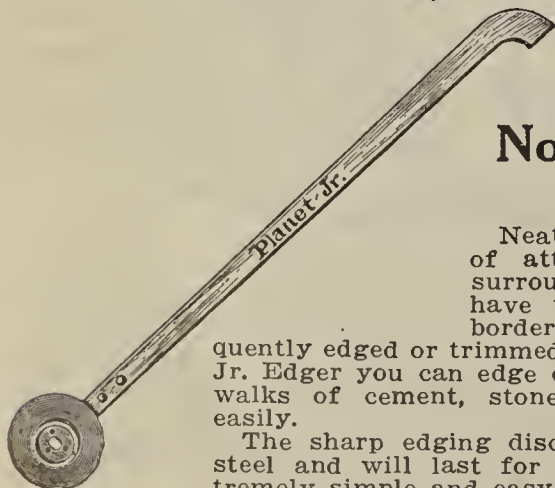 Planet Jr.
No
Neat
of att
surrou
have
border
quently edged or trimmed
Jr. Edger you can edge
walks of cement, stone
easily.
The sharp edging disc
steel and will last for
tremely simple and easy